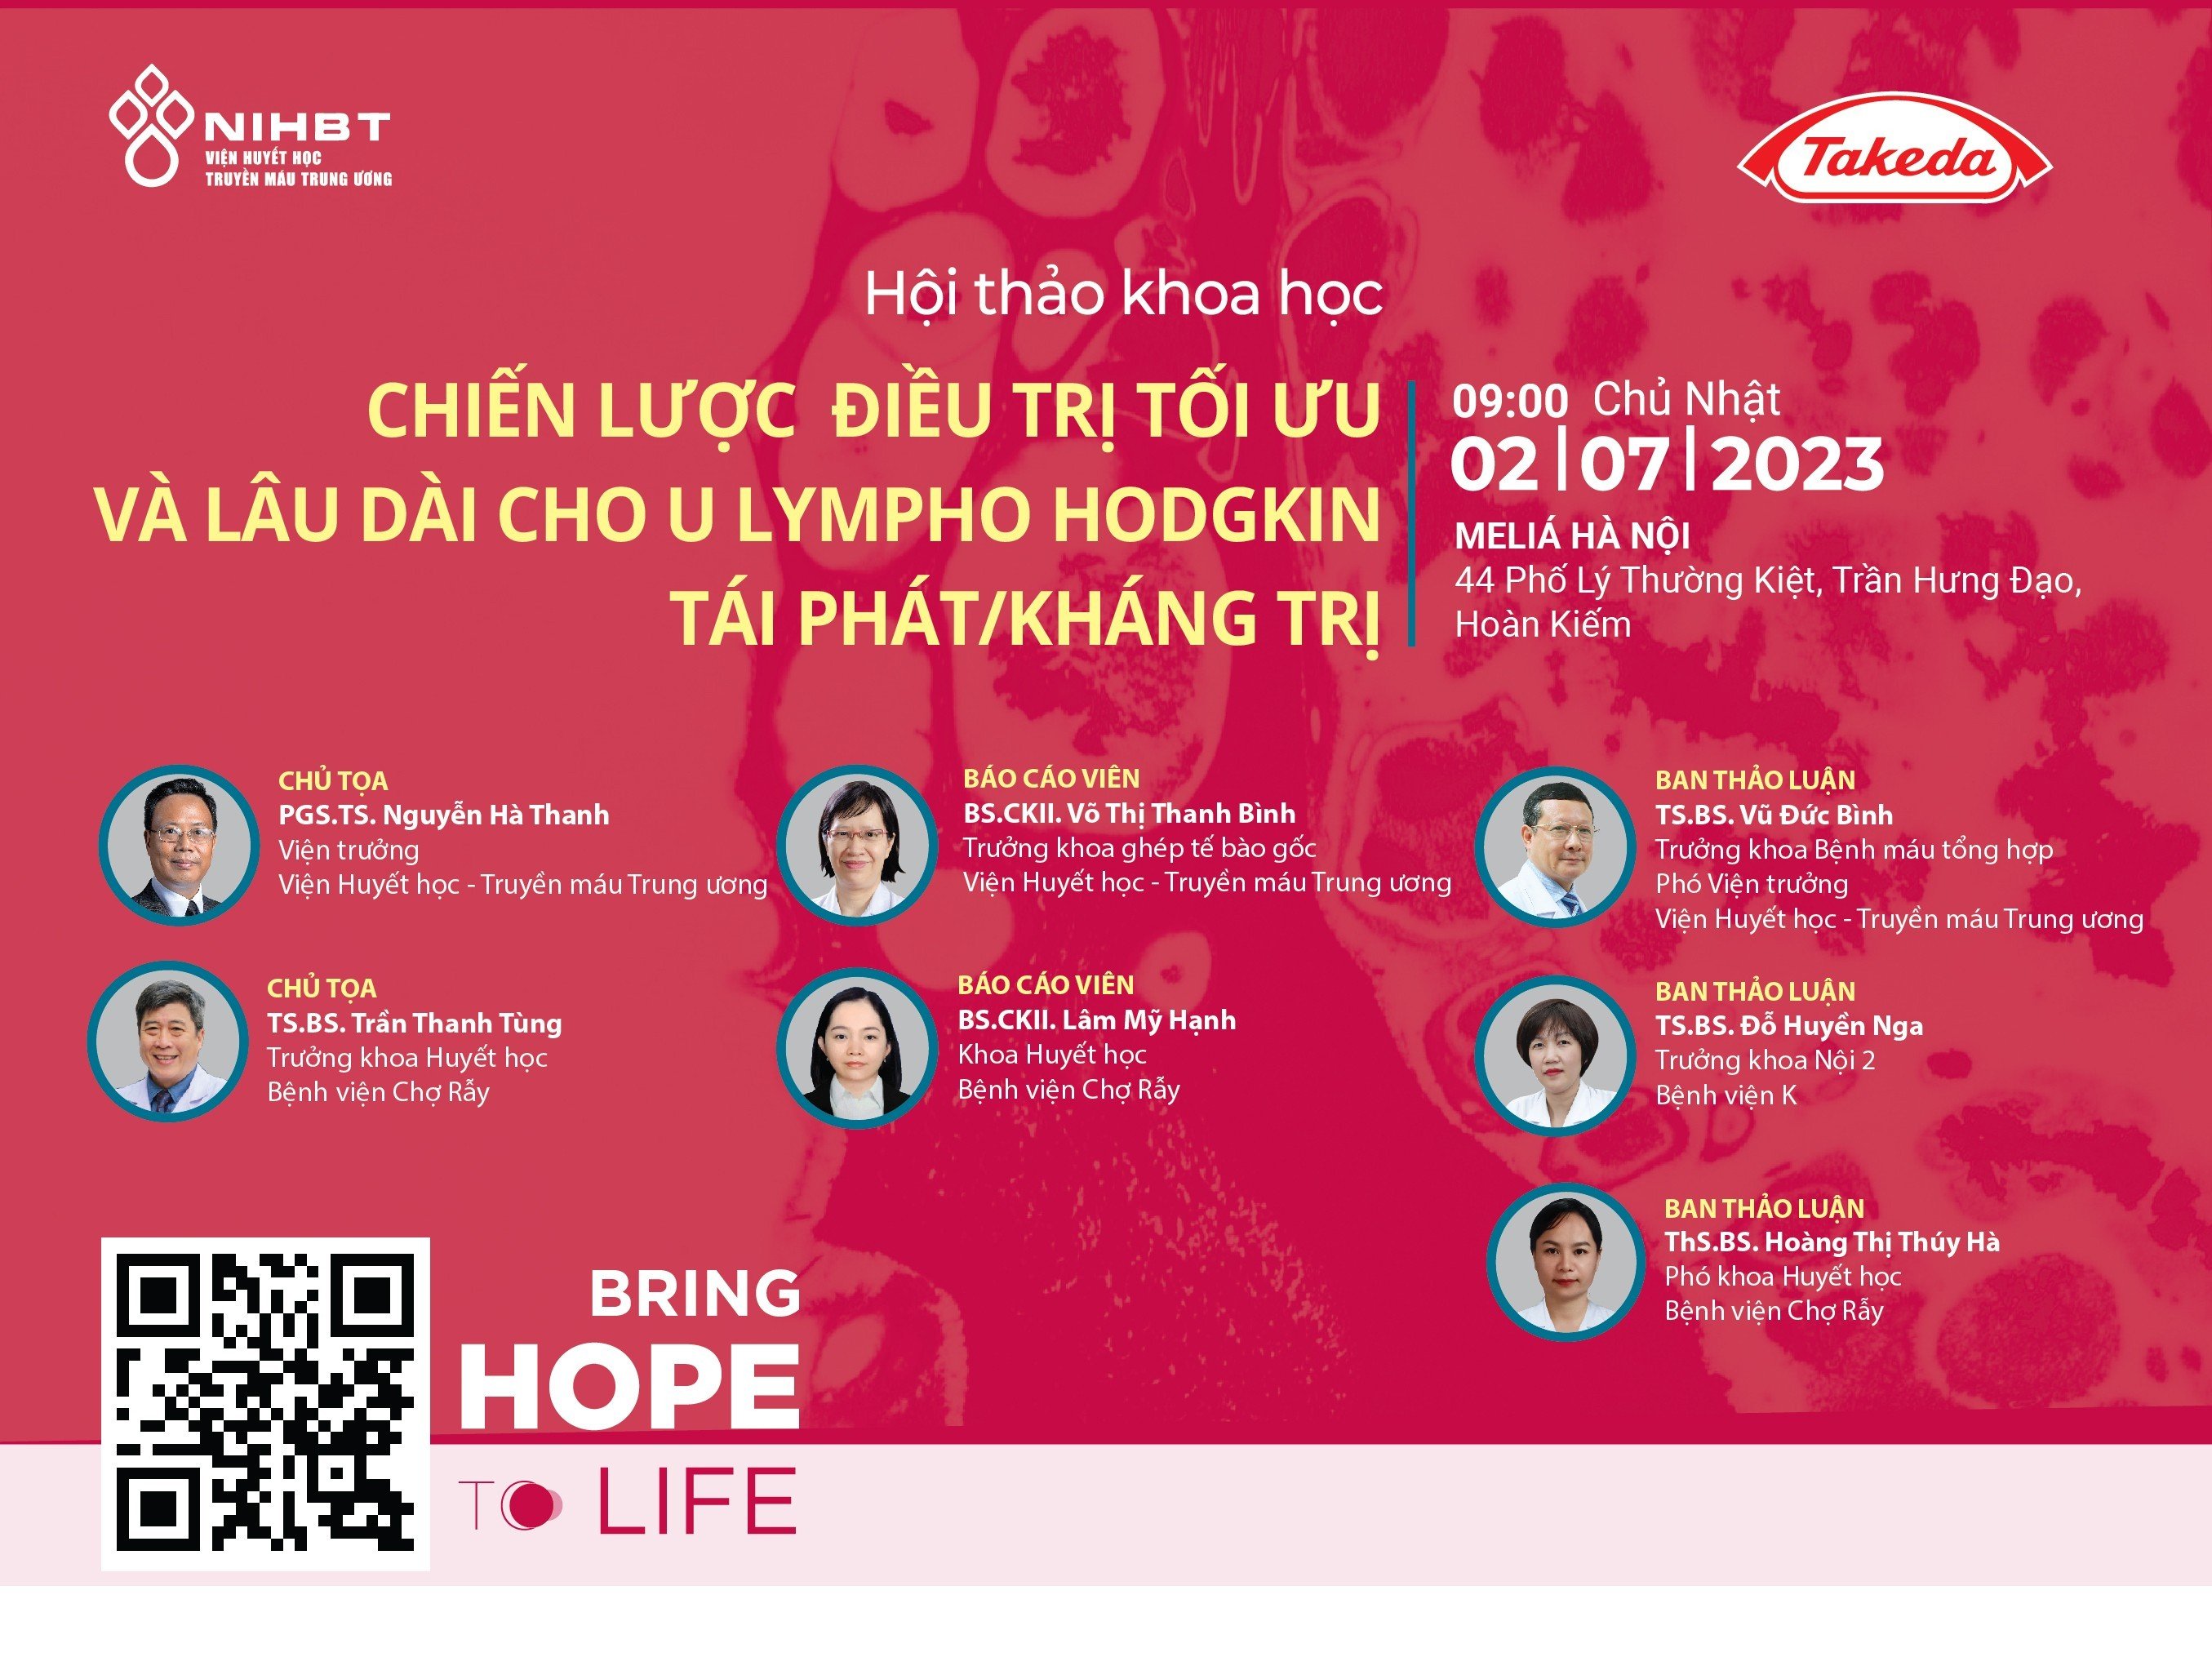 NIHBT
VIỆN HUYẾT HỌC
TRUYỀN MÁU TRUNG ƯƠNG
Takeda
Hội thảo khoa học
CHIẾN LƯỢC ĐIỀU TRỊ TỐI ƯU
VÀ LÂU DÀI CHO U LYMPHO HODGKIN
TÁI PHÁT/KHÁNG TRỊ
09:00 Chủ Nhật
02|07|2023
MELIÁ HÀ NỘI
44 Phố Lý Thường Kiệt, Trần Hưng Đạo,
Hoàn Kiếm
CHỦ TỌA
PGS.TS. Nguyễn Hà Thanh
Viện trưởng
Viện Huyết học - Truyền máu Trung ương
CHỦ TỌA
TS.BS. Trần Thanh Tùng
Trưởng khoa Huyết học
Bệnh viện Chợ Rẫy
BÁO CÁO VIÊN
BS.CKII. Võ Thị Thanh Bình
Trưởng khoa ghép tế bào gốc
Viện Huyết học - Truyền máu Trung ương
BÁO CÁO VIÊN
BS.CKII. Lâm Mỹ Hạnh
Khoa Huyết học
Bệnh viện Chợ Rẫy
BAN THẢO LUẬN
TS.BS. Vũ Đức Bình
Trưởng khoa Bệnh máu tổng hợp
Phó Viện trưởng
Viện Huyết học - Truyền máu Trung ương
BAN THẢO LUẬN
TS.BS. Đỗ Huyền Nga
Trưởng khoa Nội 2
Bệnh viện K
BAN THẢO LUẬN
ThS.BS. Hoàng Thị Thúy Hà
Phó khoa Huyết học
Bệnh viện Chợ Rẫy
BRING
HOPE
TO LIFE